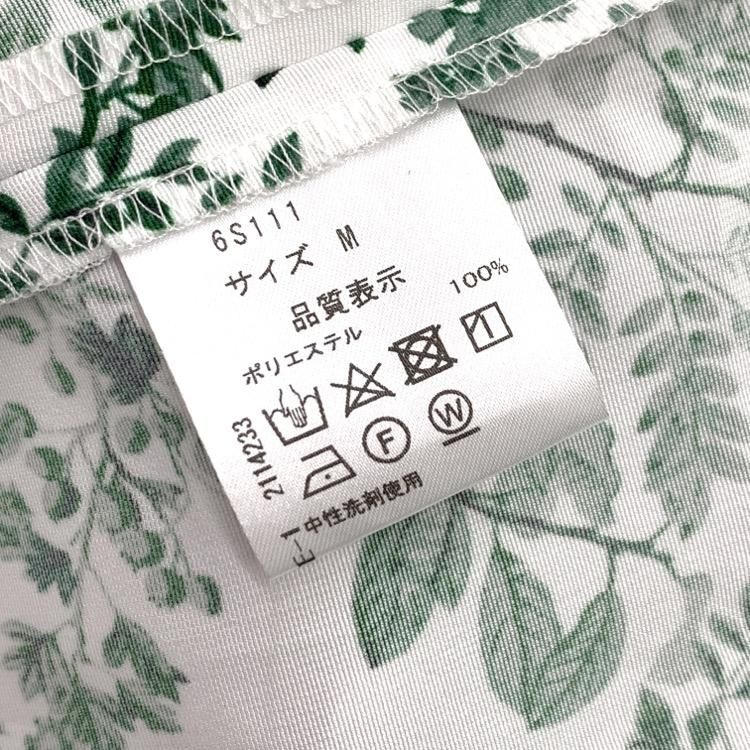 6S111
サイズ M
品質表示
ポリエステル 100%
F W
2114233
中性洗剤使用
E-1